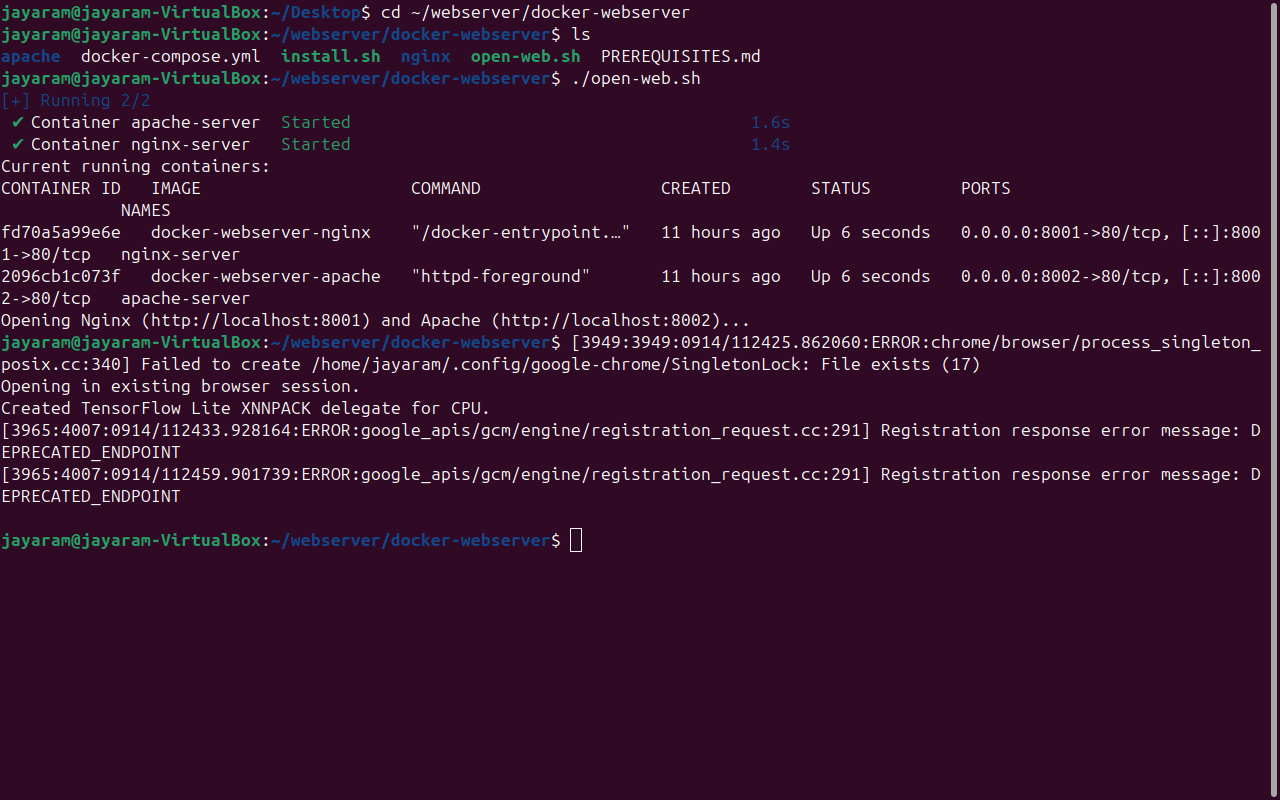 jayaram@jayaram-VirtualBox:~/Desktop$ cd ~/webserver/docker-webserver
jayaram@jayaram-VirtualBox:~/webserver/docker-webserver$ ls
apache  docker-compose.yml  install.sh  nginx  open-web.sh  PREREQUISITES.md
jayaram@jayaram-VirtualBox:~/webserver/docker-webserver$ ./open-web.sh
[+] Running 2/2
 ✔ Container apache-server  Started                                        1.6s
 ✔ Container nginx-server   Started                                        1.4s
Current running containers:
CONTAINER ID   IMAGE                     COMMAND                  CREATED        STATUS         PORTS
            NAMES
fd70a5a99e6e   docker-webserver-nginx    "/docker-entrypoint.…"   11 hours ago   Up 6 seconds   0.0.0.0:8001->80/tcp, [::]:800
1->80/tcp   nginx-server
2096cb1c073f   docker-webserver-apache   "httpd-foreground"       11 hours ago   Up 6 seconds   0.0.0.0:8002->80/tcp, [::]:800
2->80/tcp   apache-server
Opening Nginx (http://localhost:8001) and Apache (http://localhost:8002)...
jayaram@jayaram-VirtualBox:~/webserver/docker-webserver$ [3949:3949:0914/112425.862060:ERROR:chrome/browser/process_singleton_
posix.cc:340] Failed to create /home/jayaram/.config/google-chrome/SingletonLock: File exists (17)
Opening in existing browser session.
Created TensorFlow Lite XNNPACK delegate for CPU.
[3965:4007:0914/112433.928164:ERROR:google_apis/gcm/engine/registration_request.cc:291] Registration response error message: D
EPRECATED_ENDPOINT
[3965:4007:0914/112459.901739:ERROR:google_apis/gcm/engine/registration_request.cc:291] Registration response error message: D
EPRECATED_ENDPOINT
jayaram@jayaram-VirtualBox:~/webserver/docker-webserver$